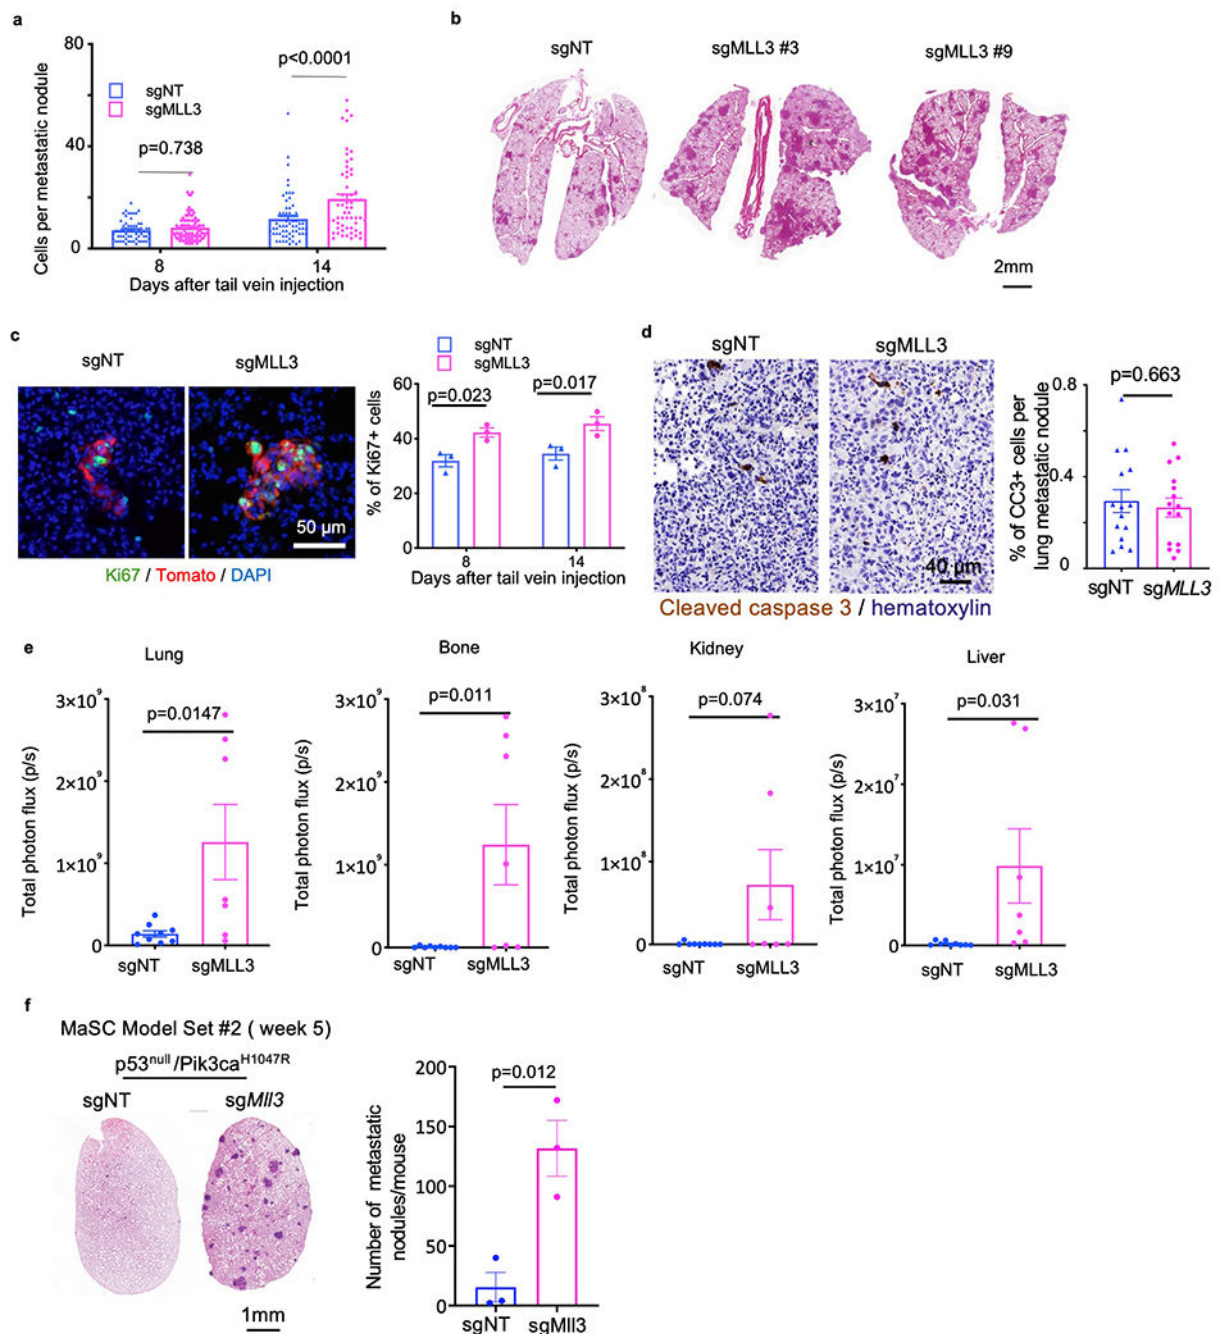 a
80
40
0
Cells per metastatic nodule
sgNT
sgMLL3
p=0.738
p<0.0001
8
14
Days after tail vein injection
b
sgNT
sgMLL3 #3
sgMLL3 #9
2mm
c
sgNT
sgMLL3
50 µm
Ki67 / Tomato / DAPI
sgNT
sgMLL3
60
40
20
0
% of Ki67+ cells
p=0.023
p=0.017
8
14
Days after tail vein injection
d
sgNT
sgMLL3
40 µm
Cleaved caspase 3 / hematoxylin
% of CC3+ cells per
lung metastatic nodule
0.8
0.4
0
p=0.663
sgNT
sgMLL3
e
Lung
Total photon flux (p/s)
3×10⁹
2×10⁹
1×10⁹
0
p=0.0147
sgNT
sgMLL3
Bone
Total photon flux (p/s)
3×10⁹
2×10⁹
1×10⁹
0
p=0.011
sgNT
sgMLL3
Kidney
Total photon flux (p/s)
3×10⁸
2×10⁸
1×10⁸
0
p=0.074
sgNT
sgMLL3
Liver
Total photon flux (p/s)
3×10⁷
2×10⁷
1×10⁷
0
p=0.031
sgNT
sgMLL3
f
MaSC Model Set #2 ( week 5)
p53ⁿᵘˡˡ/Pik3caᴴ¹⁰⁴⁷ᴿ
sgNT
sgMll3
1mm
Number of metastatic
nodules/mouse
200
150
100
50
0
p=0.012
sgNT
sgMll3